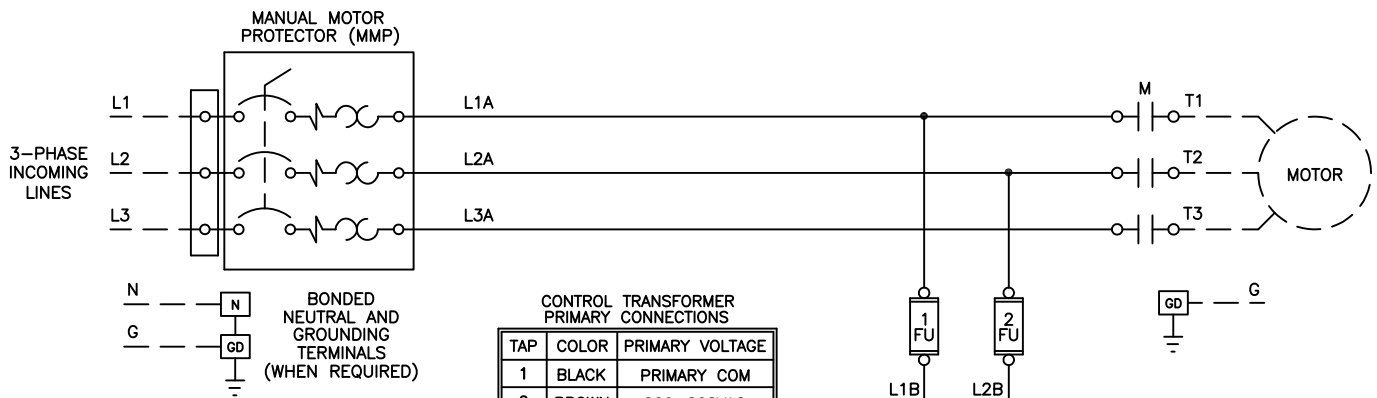 MANUAL MOTOR
PROTECTOR (MMP)
L1
L1A
M
T1
3-PHASE
INCOMING
LINES
L2
L2A
T2
MOTOR
L3
L3A
T3
N
N
G
GD
BONDED
NEUTRAL AND
GROUNDING
TERMINALS
(WHEN REQUIRED)
CONTROL TRANSFORMER
PRIMARY CONNECTIONS
TAP COLOR PRIMARY VOLTAGE
1 BLACK PRIMARY COM
1
FU
2
FU
L1B
L2B
GD
G